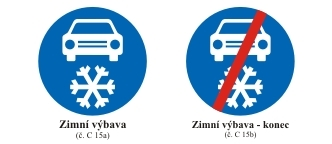 Zimní výbava
(č. C 15a)
Zimní výbava - konec
(č. C 15b)